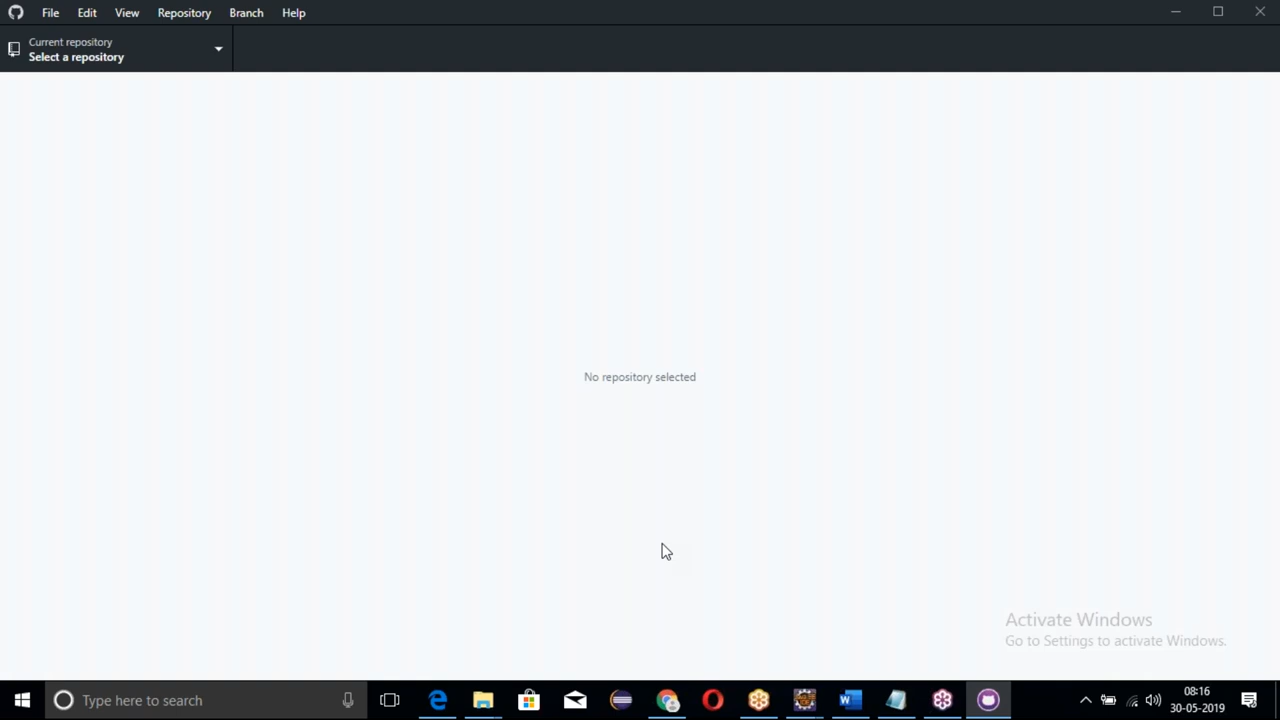 File Edit View Repository Branch Help
Current repository
Select a repository
No repository selected
Activate Windows
Go to Settings to activate Windows.
Type here to search
08:16
30-05-2019